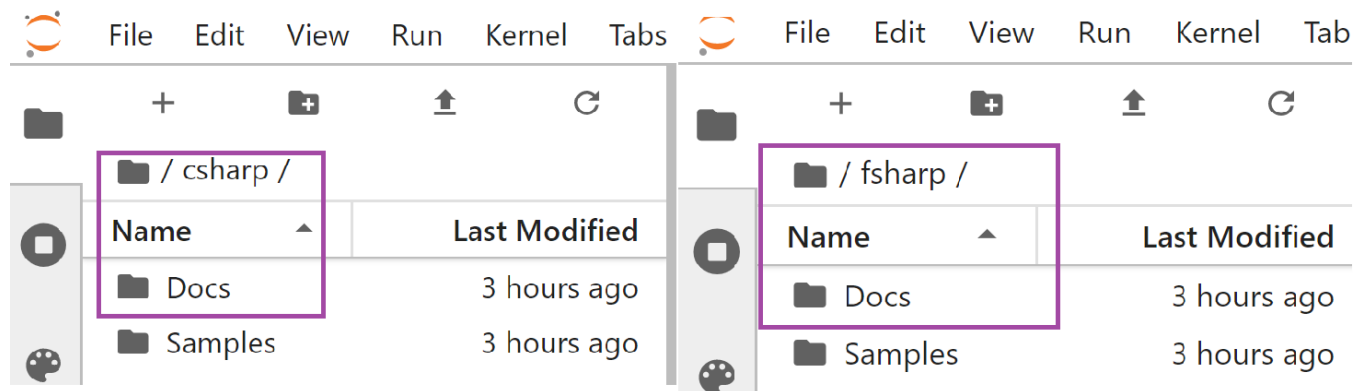 File Edit View Run Kernel Tabs
/ csharp /
Name Last Modified
Docs 3 hours ago
Samples 3 hours ago
File Edit View Run Kernel Tab
/ fsharp /
Name Last Modified
Docs 3 hours ago
Samples 3 hours ago